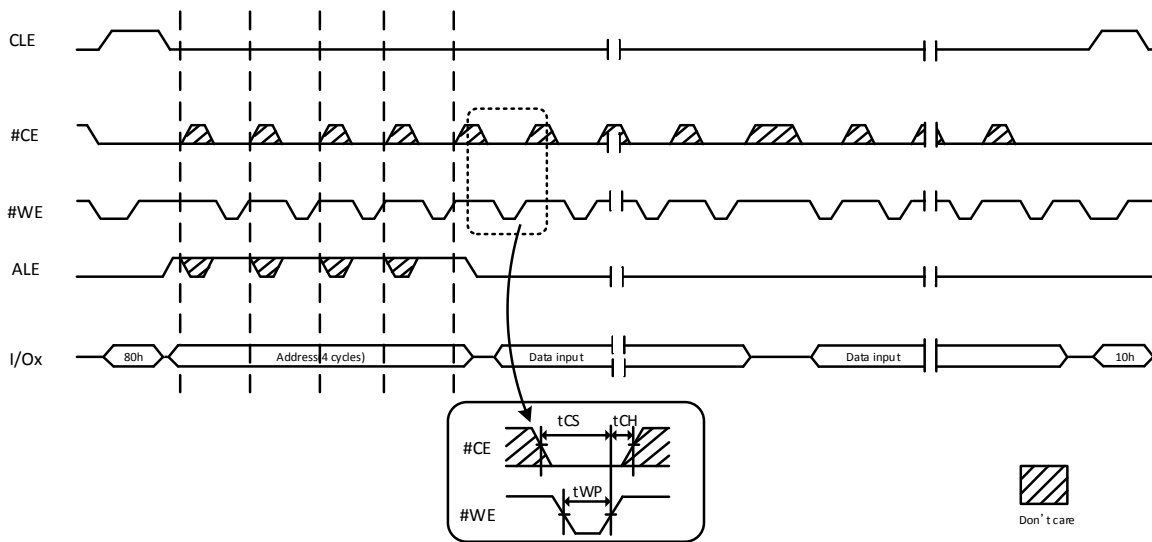 CLE
#CE
#WE
ALE
I/Ox
80h
Address(4 cycles)
Data input
Data input
10h
tCS
tCH
#CE
tWP
#WE
Don't care